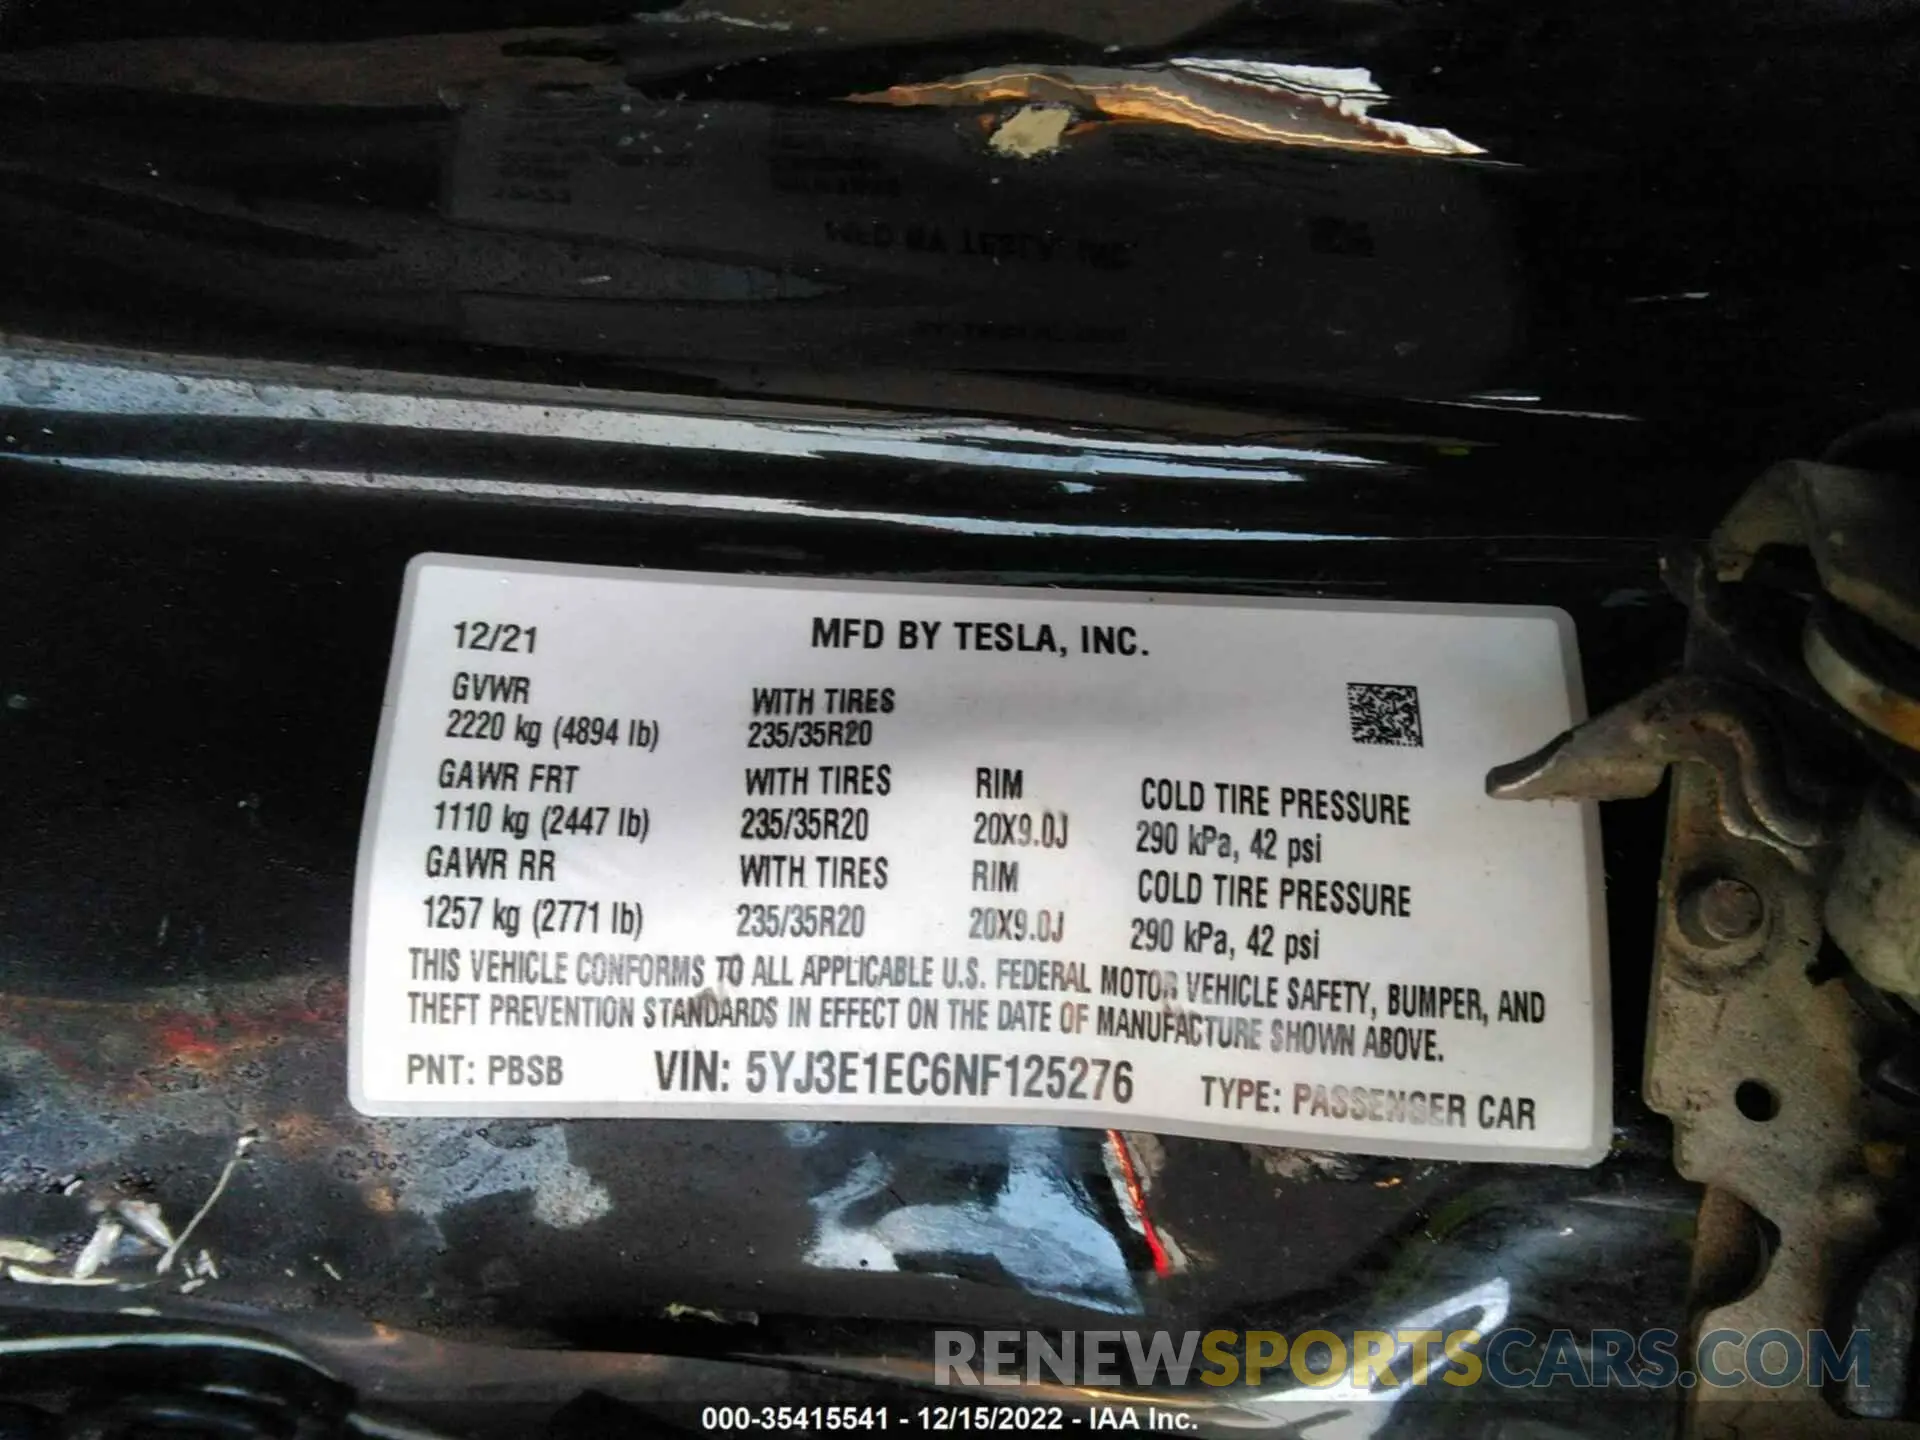 12/21 MFD BY TESLA, INC.
GVWR WITH TIRES
2220 kg (4894 lb) 235/35R20
GAWR FRT WITH TIRES RIM COLD TIRE PRESSURE
1110 kg (2447 lb) 235/35R20 20X9.0J 290 kPa, 42 psi
GAWR RR WITH TIRES RIM COLD TIRE PRESSURE
1257 kg (2771 lb) 235/35R20 20X9.0J 290 kPa, 42 psi
THIS VEHICLE CONFORMS TO ALL APPLICABLE U.S. FEDERAL MOTOR VEHICLE SAFETY, BUMPER, AND
THEFT PREVENTION STANDARDS IN EFFECT ON THE DATE OF MANUFACTURE SHOWN ABOVE.
PNT: PBSB VIN: 5YJ3E1EC6NF125276 TYPE: PASSENGER CAR
RENEWSPORTSCARS.COM
000-35415541 - 12/15/2022 - IAA Inc.